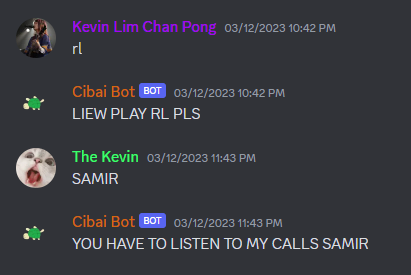 Kevin Lim Chan Pong 03/12/2023 10:42 PM
rl
Cibai Bot BOT 03/12/2023 10:42 PM
LIEW PLAY RL PLS
The Kevin 03/12/2023 11:43 PM
SAMIR
Cibai Bot BOT 03/12/2023 11:43 PM
YOU HAVE TO LISTEN TO MY CALLS SAMIR